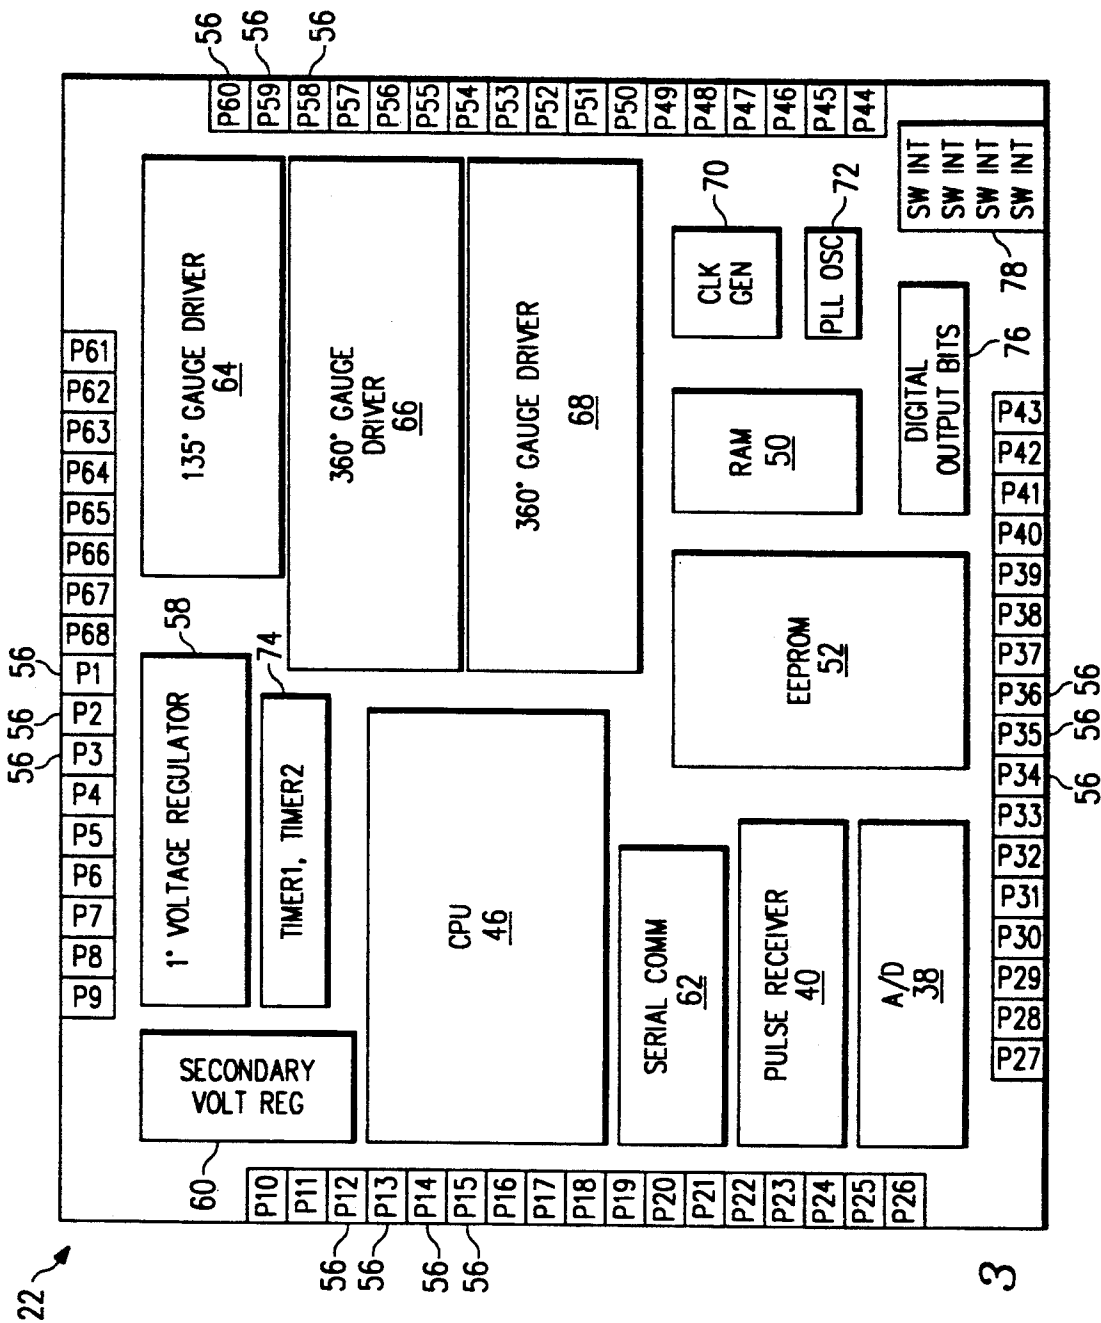 22
60
56
56
56
56
3
P10
P11
P12
P13
P14
P15
P16
P17
P18
P19
P20
P21
P22
P23
P24
P25
P26
P9
P8
P7
P6
P5
P4
P3
P2
P1
P68
P67
P66
P65
P64
P63
P62
P61
56
56
56
SECONDARY
VOLT REG
1° VOLTAGE REGULATOR
58
TIMER1, TIMER2
74
CPU
46
SERIAL COMM
62
PULSE RECEIVER
40
A/D
38
135° GAUGE DRIVER
64
360° GAUGE
DRIVER
66
360° GAUGE DRIVER
68
EEPROM
52
RAM
50
CLK
GEN
70
PLL OSC
72
DIGITAL
OUTPUT BITS
76
SW INT
SW INT
SW INT
SW INT
78
P27
P28
P29
P30
P31
P32
P33
P34
P35
P36
P37
P38
P39
P40
P41
P42
P43
56
56
56
P60
P59
P58
P57
P56
P55
P54
P53
P52
P51
P50
P49
P48
P47
P46
P45
P44
56
56
56